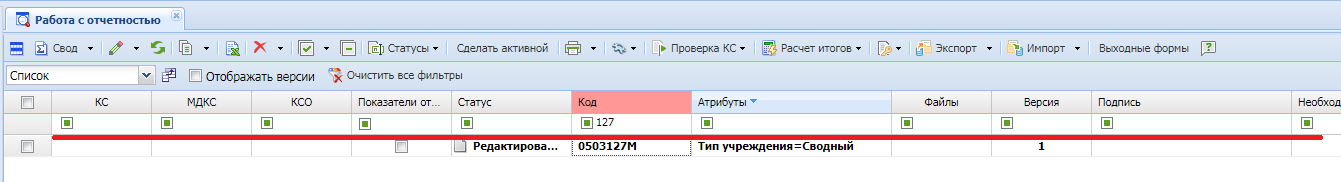 Работа с отчетностью
Свод Статусы Сделать активной Проверка КС Расчет итогов Экспорт Импорт Выходные формы
Список Отображать версии Очистить все фильтры
КС МДКС КСО Показатели от... Статус Код Атрибуты Файлы Версия Подпись Необход
127
Редактирова... 0503127М Тип учреждения=Сводный 1